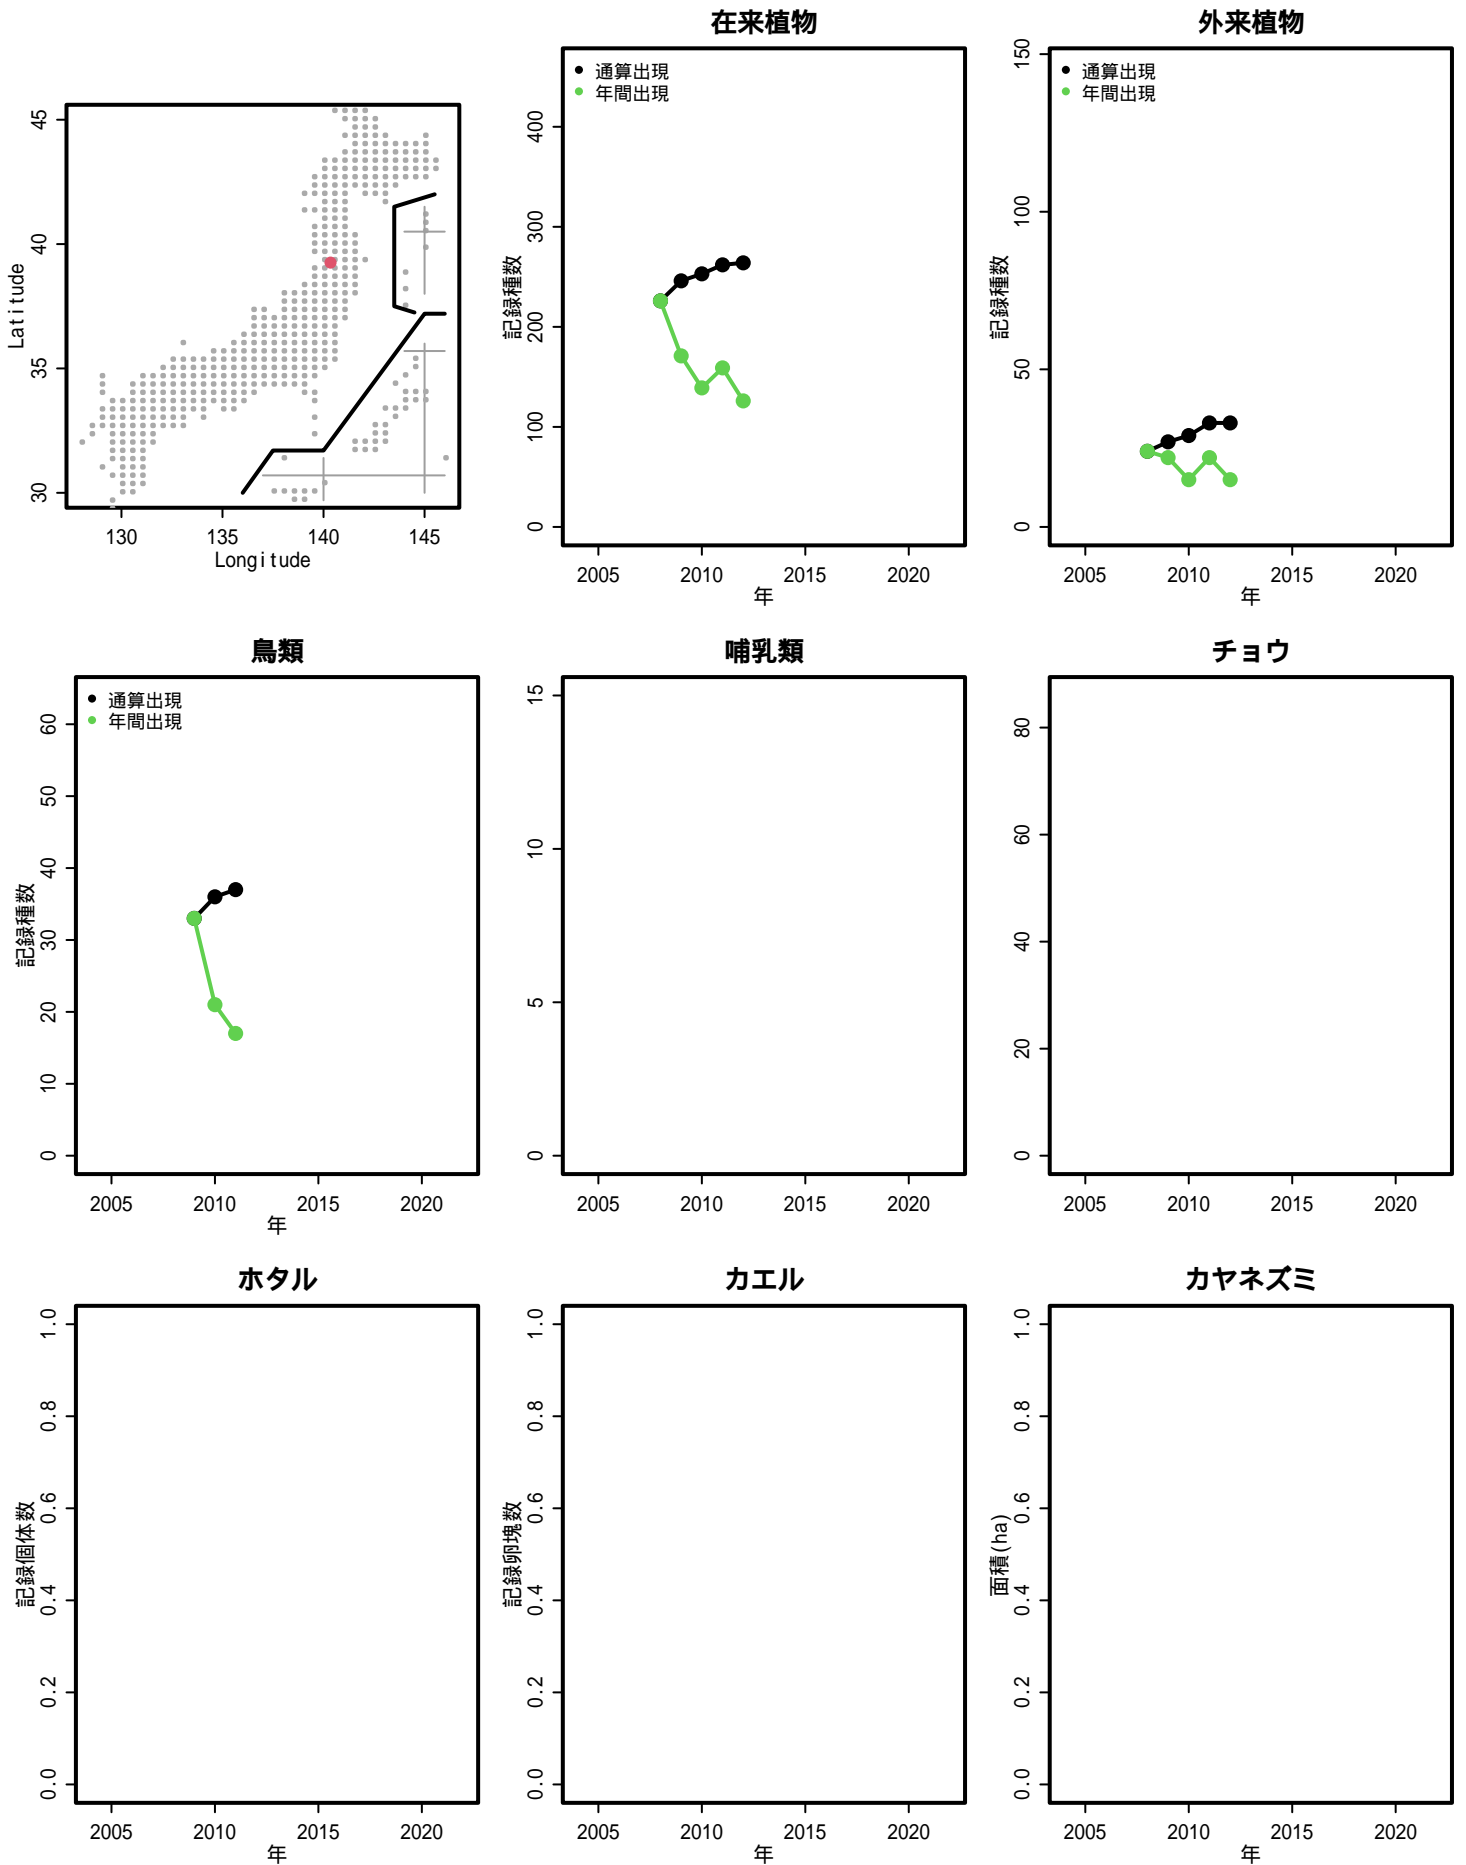 45
40
35
30
Latitude
130
135
140
145
Longitude
在来植物
通算出現
年間出現
400
300
200
100
0
記録種数
2005
2010
2015
2020
年
外来植物
通算出現
年間出現
150
100
50
0
記録種数
2005
2010
2015
2020
年
鳥類
通算出現
年間出現
60
50
40
30
20
10
0
記録種数
2005
2010
2015
2020
年
哺乳類
15
10
5
0
2005
2010
2015
2020
チョウ
80
60
40
20
0
2005
2010
2015
2020
ホタル
1.0
0.8
0.6
0.4
0.2
0.0
記録個体数
2005
2010
2015
2020
年
カエル
1.0
0.8
0.6
0.4
0.2
0.0
記録卵塊数
2005
2010
2015
2020
年
カヤネズミ
1.0
0.8
0.6
0.4
0.2
0.0
面積(ha)
2005
2010
2015
2020
年